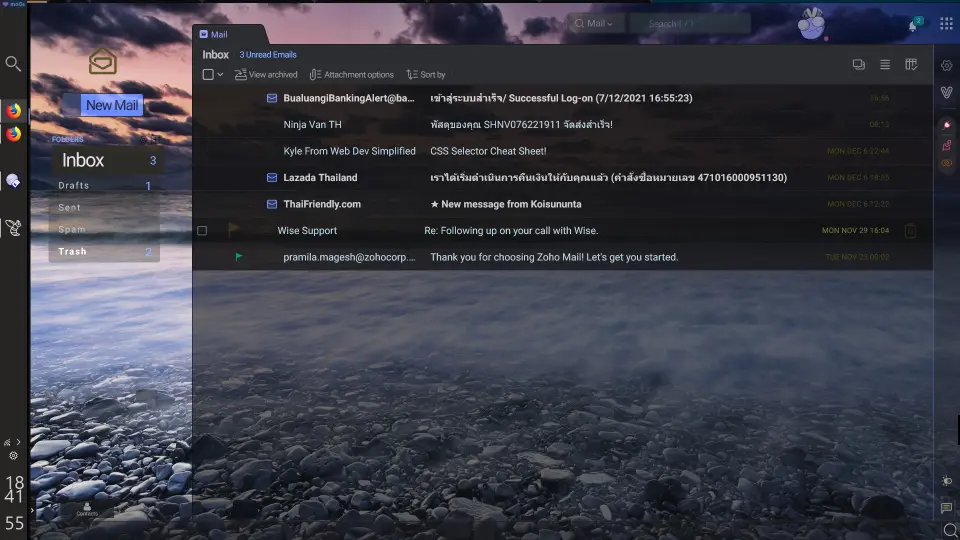 Mail
Mail
Search ( / )
2
Inbox
3 Unread Emails
View archived
Attachment options
Sort by
New Mail
FOLDERS
Inbox 3
Drafts 1
Sent
Spam
Trash 2
BualuangiBankingAlert@ba... เข้าสู่ระบบสำเร็จ/ Successful Log-on (7/12/2021 16:55:23) 16:55
Ninja Van TH พัสดุของคุณ SHNV076221911 จัดส่งสำเร็จ! 08:13
Kyle From Web Dev Simplified CSS Selector Cheat Sheet! MON DEC 6 22:44
Lazada Thailand เราได้เริ่มดำเนินการคืนเงินให้กับคุณแล้ว (คำสั่งซื้อหมายเลข 471016000951130) MON DEC 6 18:35
ThaiFriendly.com ★ New message from Koisununta MON DEC 6 12:22
Wise Support Re: Following up on your call with Wise. MON NOV 29 16:04
pramila.magesh@zohocorp.... Thank you for choosing Zoho Mail! Let's get you started. TUE NOV 23 00:02
18
41
55
Contacts